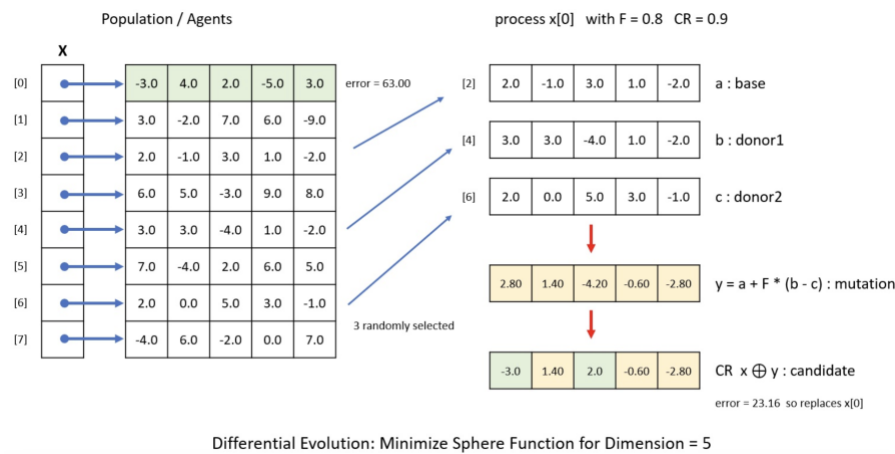 Population / Agents
process x[0] with F = 0.8 CR = 0.9
X
[0] -3.0 4.0 2.0 -5.0 3.0 error = 63.00
[1] 3.0 -2.0 7.0 6.0 -9.0
[2] 2.0 -1.0 3.0 1.0 -2.0
[3] 6.0 5.0 -3.0 9.0 8.0
[4] 3.0 3.0 -4.0 1.0 -2.0
[5] 7.0 -4.0 2.0 6.0 5.0
[6] 2.0 0.0 5.0 3.0 -1.0
[7] -4.0 6.0 -2.0 0.0 7.0
3 randomly selected
[2] 2.0 -1.0 3.0 1.0 -2.0 a : base
[4] 3.0 3.0 -4.0 1.0 -2.0 b : donor1
[6] 2.0 0.0 5.0 3.0 -1.0 c : donor2
2.80 1.40 -4.20 -0.60 -2.80 y = a + F * (b - c) : mutation
-3.0 1.40 2.0 -0.60 -2.80 CR x ⊕ y : candidate
error = 23.16 so replaces x[0]
Differential Evolution: Minimize Sphere Function for Dimension = 5